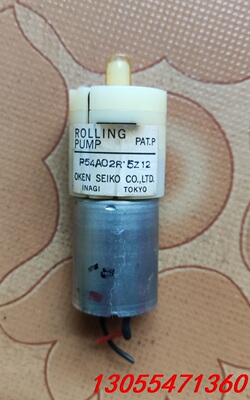 ROLLING
PUMP PAT.P
P54A02R 5Z12
OKEN SEIKO CO.,LTD.
INAGI TOKYO
13055471360